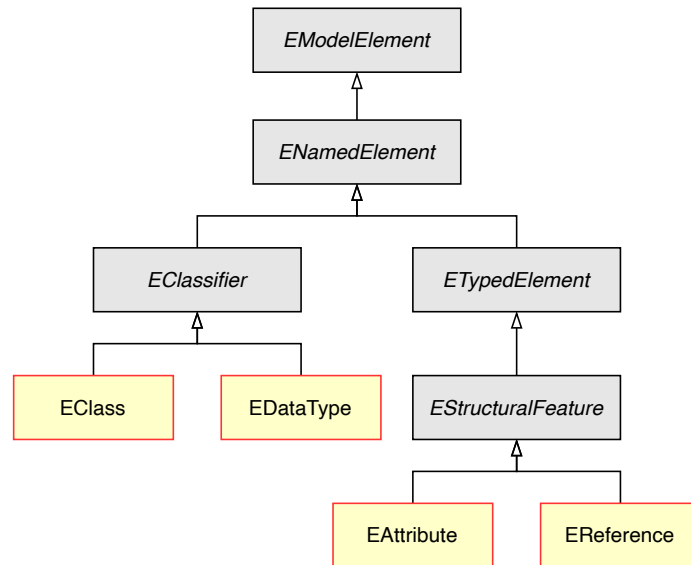 EModelElement
ENamedElement
EClassifier
ETypedElement
EClass
EDataType
EStructuralFeature
EAttribute
EReference